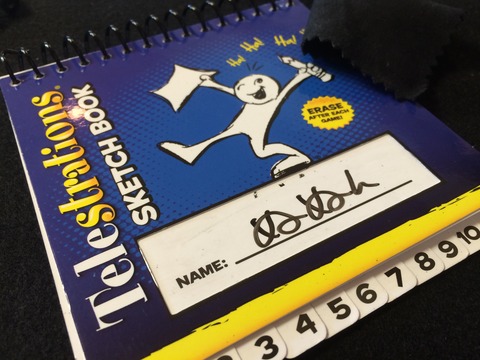 Ha! Ha! Ha!
Telestrations
SKETCH BOOK
ERASE
AFTER EACH
GAME!
NAME:
2 3 4 5 6 7 8 9 10